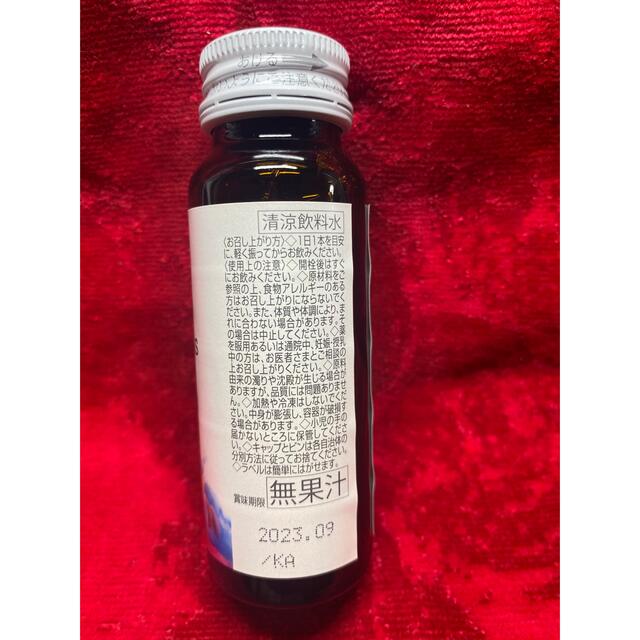 あける
清涼飲料水
〈お召し上がり方〉◇1日1本を目安
に、軽く振ってからお飲みください。
〈使用上の注意〉◇開栓後はすぐ
にお飲みください。◇原材料をご
参照の上、食物アレルギーのある
方はお召し上がりにならないでく
ださい。また、体質や体調により、ま
れに合わない場合があります。そ
の場合は中止してください。◇薬
を服用あるいは通院中、妊娠・授乳
中の方は、お医者さまとご相談の
上お召し上がりください。◇原料
由来の濁りや沈殿が生じる場合が
ありますが、品質には問題ありませ
ん。◇加熱や冷凍はしないでくだ
さい。中身が膨張し、容器が破損す
る場合があります。◇小児の手の
届かないところに保管してくださ
い。◇キャップとビンは各自治体の
分別方法に従ってお捨てください。
◇ラベルは簡単にはがせます。
賞味期限 無果汁
2023.09
/KA
S